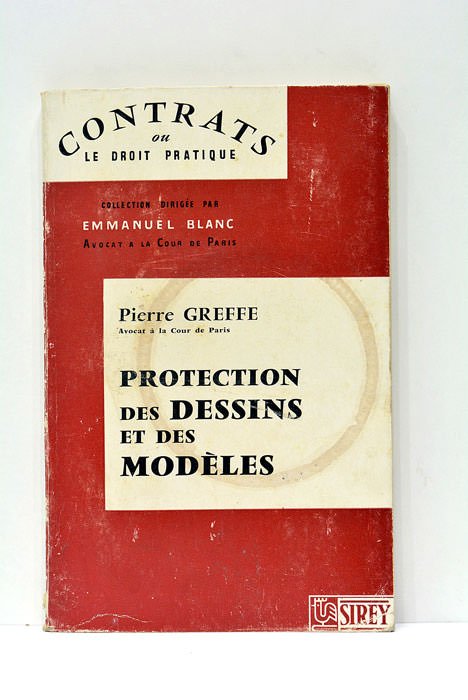 CONTRATS
ou
LE DROIT PRATIQUE
COLLECTION DIRIGÉE PAR
EMMANUEL BLANC
AVOCAT A LA COUR DE PARIS
Pierre GREFFE
Avocat à la Cour de Paris
PROTECTION
DES DESSINS
ET DES
MODÈLES
SIREY